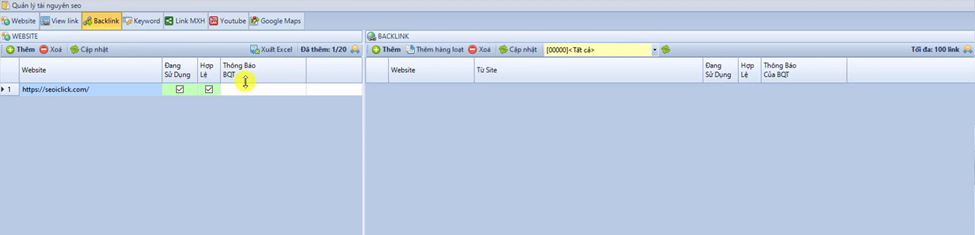 Quản lý tài nguyên seo
Website View link Backlink Keyword Link MXH Youtube Google Maps
WEBSITE
Thêm Xoá Cập nhật Xuất Excel Đã thêm: 1/20
Website Đang Sử Dụng Hợp Lệ Thông Báo BQT
1 https://seoiclick.com/
BACKLINK
Thêm Thêm hàng loạt Xoá Cập nhật [00000]<Tất cả> Tối đa: 100 link
Website Từ Site Đang Sử Dụng Hợp Lệ Thông Báo Của BQT